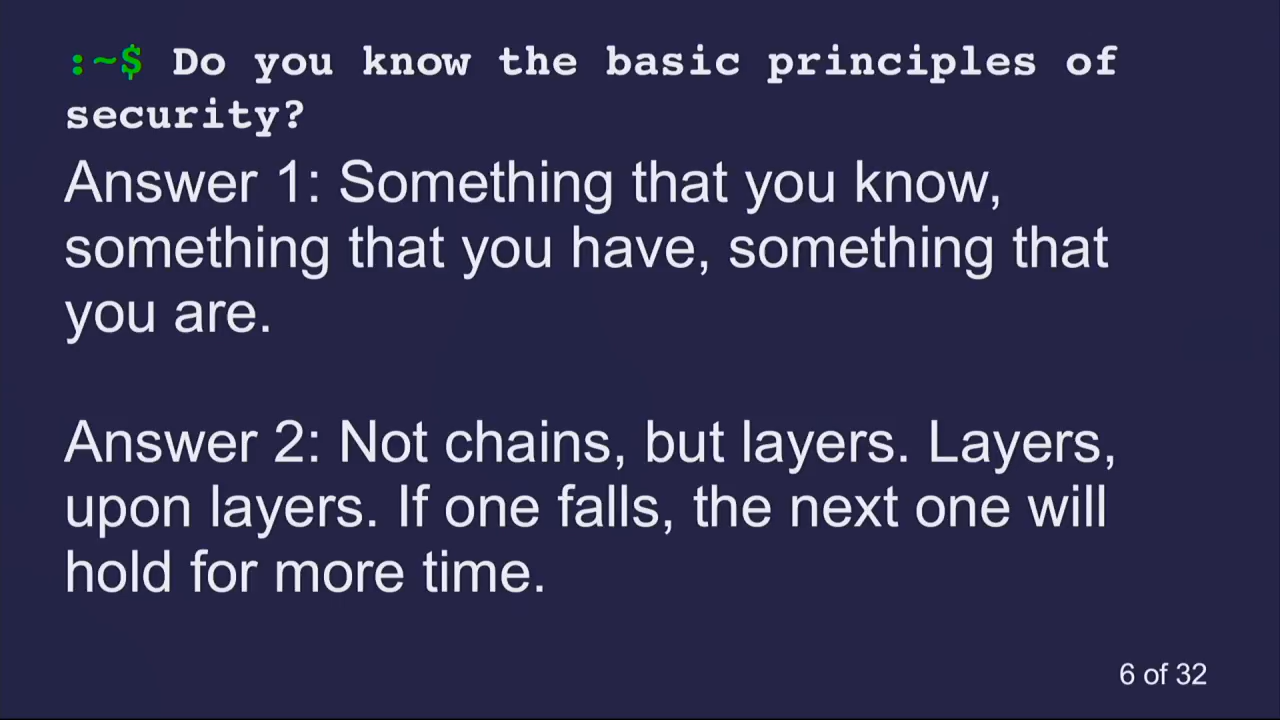 :~$ Do you know the basic principles of
security?
Answer 1: Something that you know,
something that you have, something that
you are.
Answer 2: Not chains, but layers. Layers,
upon layers. If one falls, the next one will
hold for more time.
6 of 32